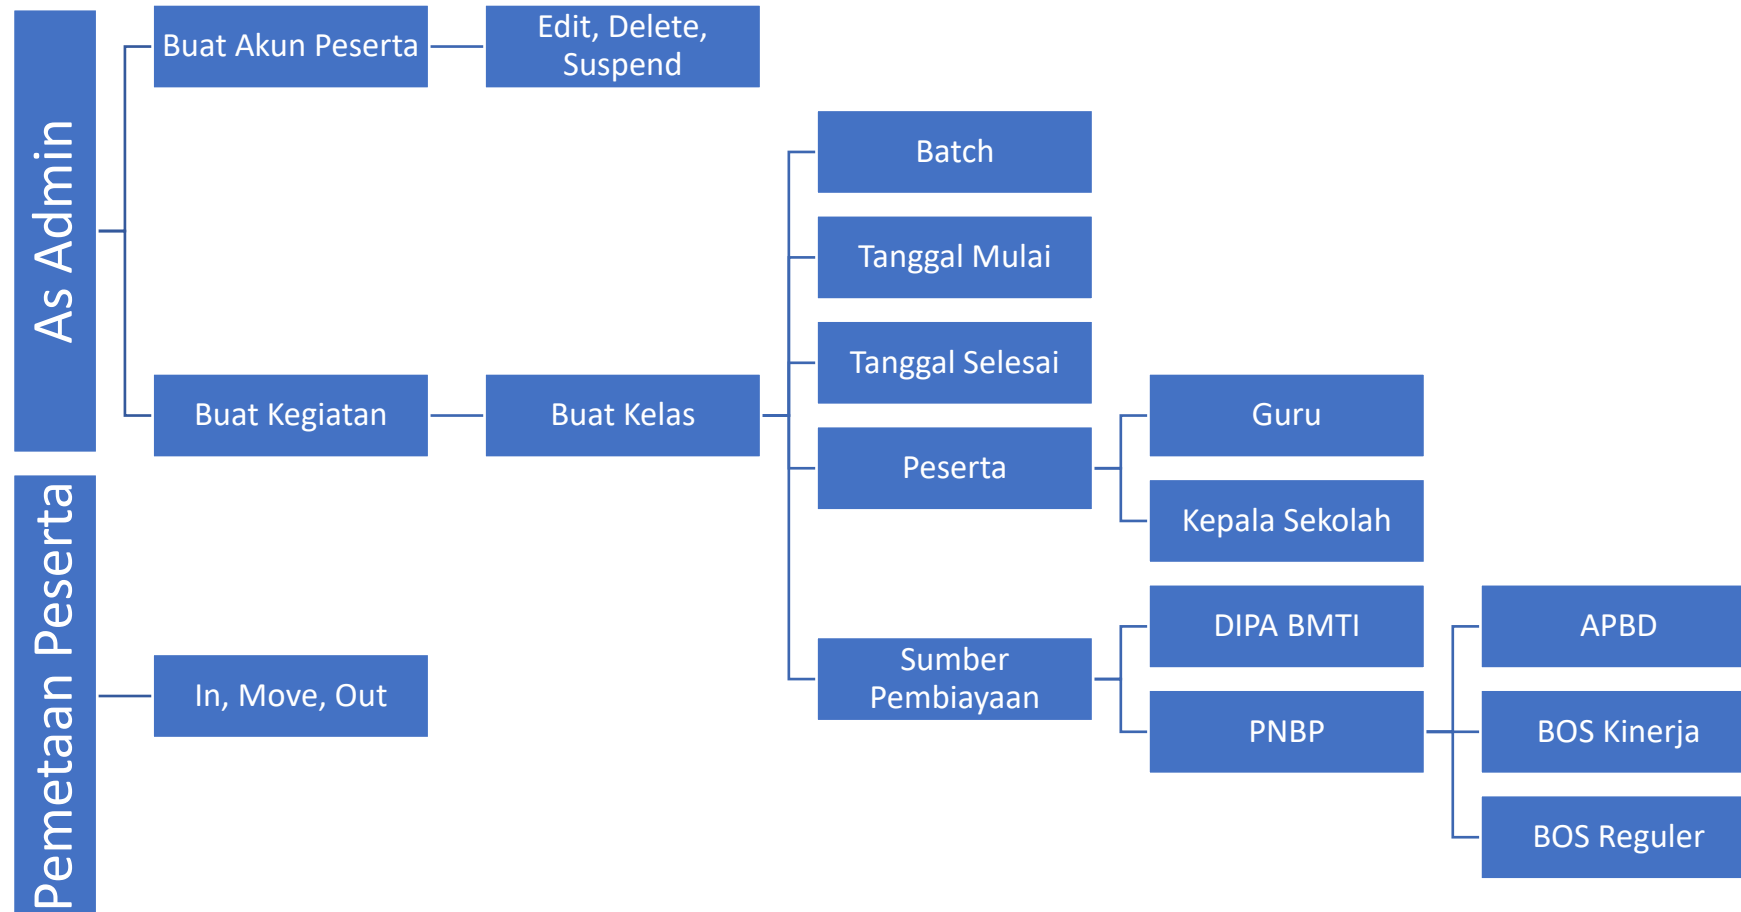 As Admin
Buat Akun Peserta
Edit, Delete,
Suspend
Buat Kegiatan
Buat Kelas
Batch
Tanggal Mulai
Tanggal Selesai
Peserta
Guru
Kepala Sekolah
Sumber
Pembiayaan
DIPA BMTI
PNBP
APBD
BOS Kinerja
BOS Reguler
Pemetaan Peserta
In, Move, Out